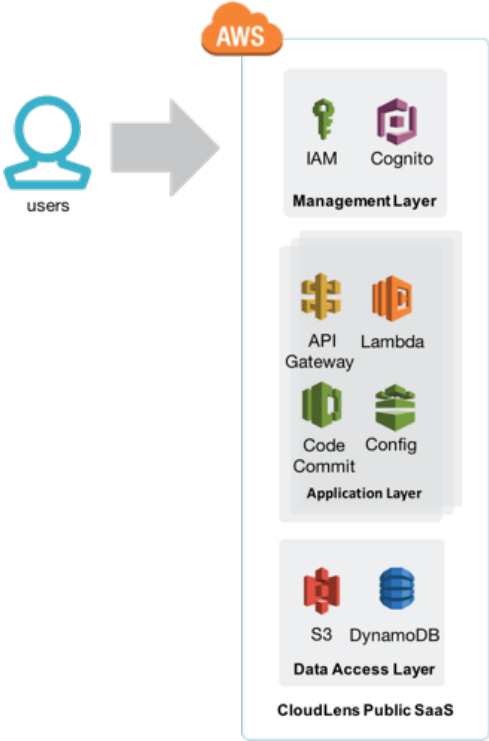 AWS
users
IAM
Cognito
Management Layer
API
Gateway
Lambda
Code
Commit
Config
Application Layer
S3
DynamoDB
Data Access Layer
CloudLens Public SaaS